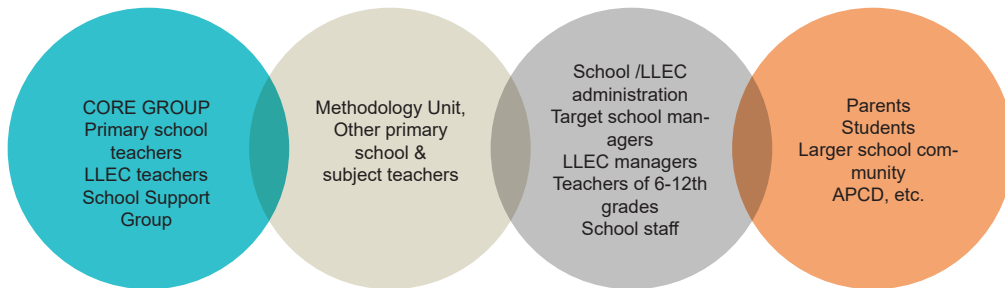 CORE GROUP
Primary school
teachers
LLEC teachers
School Support
Group
Methodology Unit,
Other primary
school &
subject teachers
School /LLEC
administration
Target school man-
agers
LLEC managers
Teachers of 6-12th
grades
School staff
Parents
Students
Larger school com-
munity
APCD, etc.